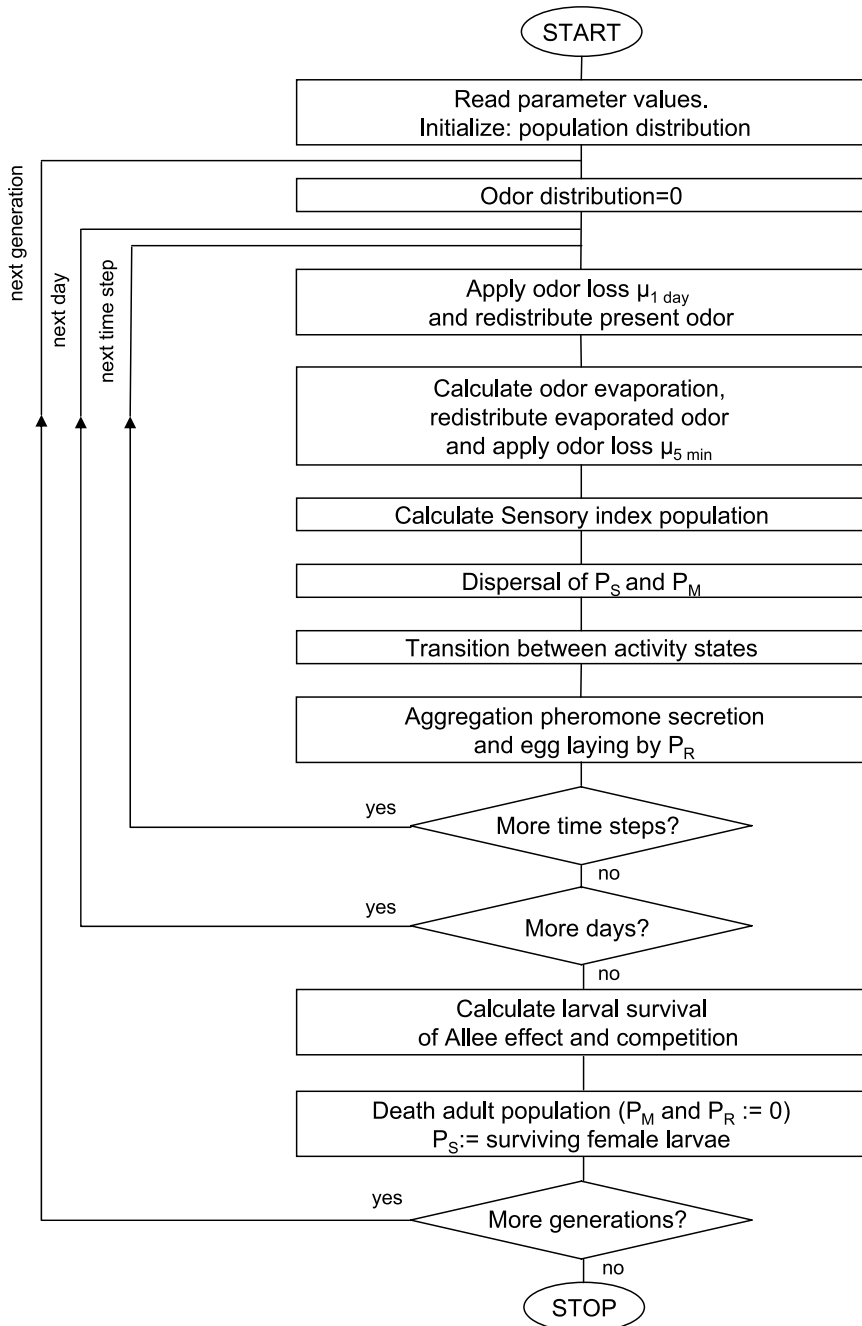 START
Read parameter values.
Initialize: population distribution
next generation
Odor distribution=0
next day
next time step
Apply odor loss μ1 day
and redistribute present odor
Calculate odor evaporation,
redistribute evaporated odor
and apply odor loss μ5 min
Calculate Sensory index population
Dispersal of PS and PM
Transition between activity states
Aggregation pheromone secretion
and egg laying by PR
yes
More time steps?
no
yes
More days?
no
Calculate larval survival
of Allee effect and competition
Death adult population (PM and PR := 0)
PS:= surviving female larvae
yes
More generations?
no
STOP